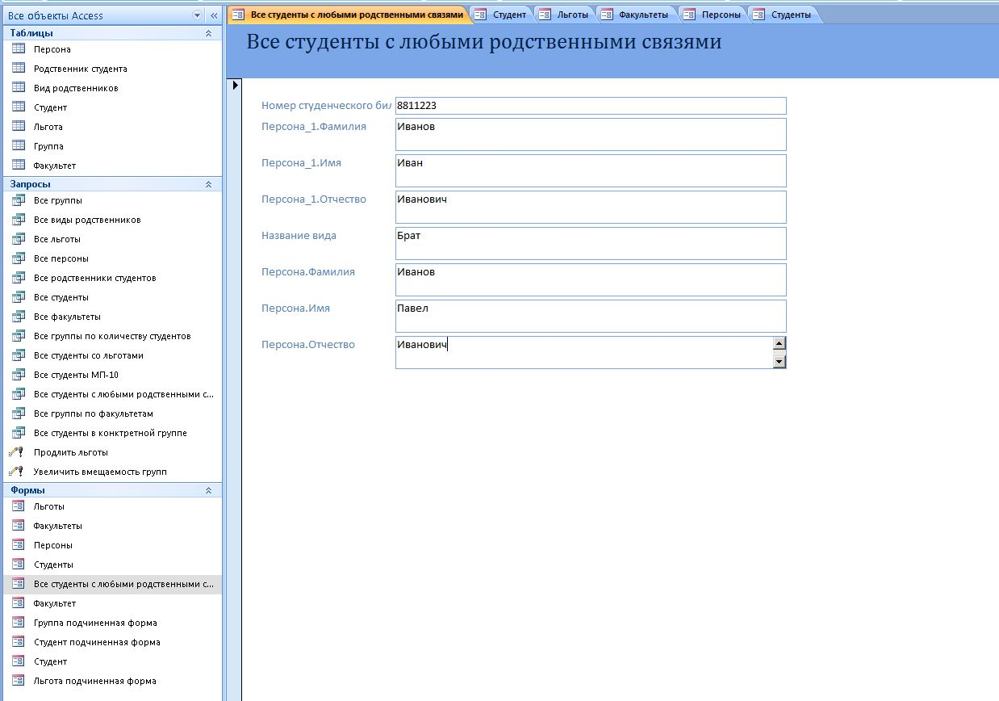 Все объекты Access
Таблицы
Персона
Родственник студента
Вид родственников
Студент
Льгота
Группа
Факультет
Запросы
Все группы
Все виды родственников
Все льготы
Все персоны
Все родственники студентов
Все студенты
Все факультеты
Все группы по количеству студентов
Все студенты со льготами
Все студенты МП-10
Все студенты с любыми родственными с...
Все группы по факультетам
Все студенты в конктретной группе
Продлить льготы
Увеличить вмещаемость групп
Формы
Льготы
Факультеты
Персоны
Студенты
Все студенты с любыми родственными с...
Факультет
Группа подчиненная форма
Студент подчиненная форма
Студент
Льгота подчиненная форма
Все студенты с любыми родственными связями Студент Льготы Факультеты Персоны Студенты
Все студенты с любыми родственными связями
Номер студенческого бил 8811223
Персона_1.Фамилия Иванов
Персона_1.Имя Иван
Персона_1.Отчество Иванович
Название вида Брат
Персона.Фамилия Иванов
Персона.Имя Павел
Персона.Отчество Иванович